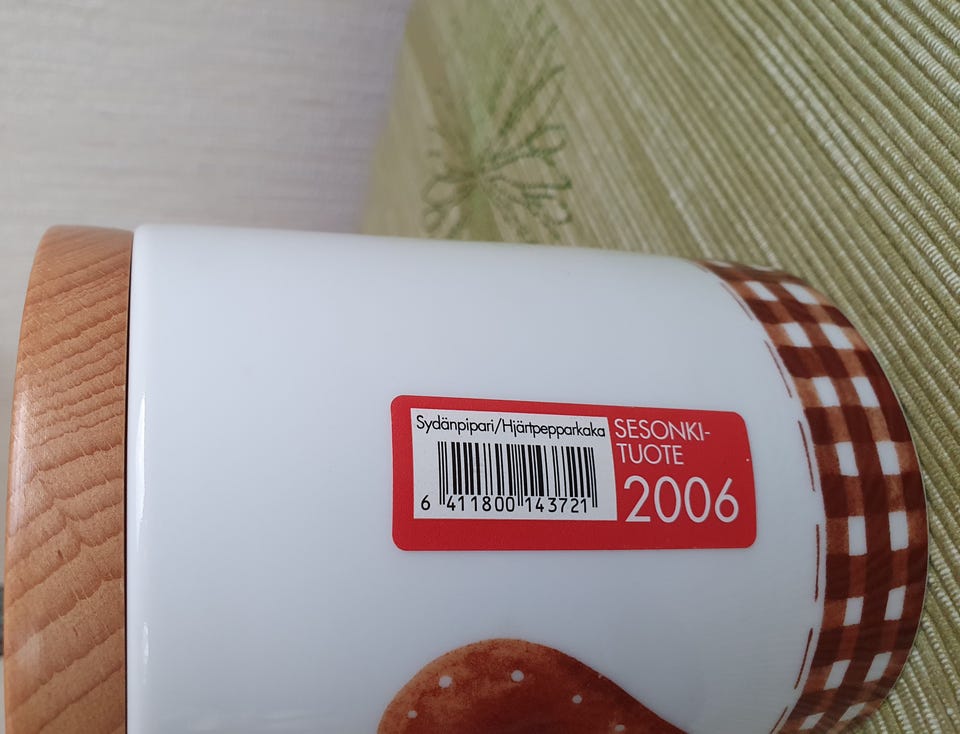 Sydänpipari/Hjärtpepparkaka
6 411800 143721
SESONKI-
TUOTE
2006